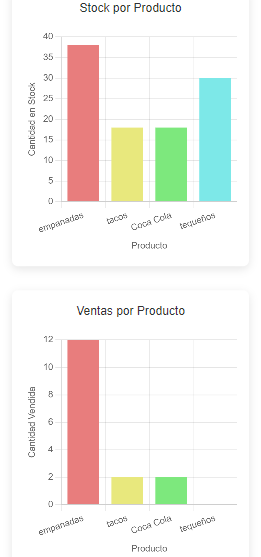 Stock por Producto
40
35
30
25
20
15
10
5
0
Cantidad en Stock
empanadas
tacos
Coca Cola
tequeños
Producto
Ventas por Producto
12
10
8
6
4
2
0
Cantidad Vendida
empanadas
tacos
Coca Cola
tequeños
Producto